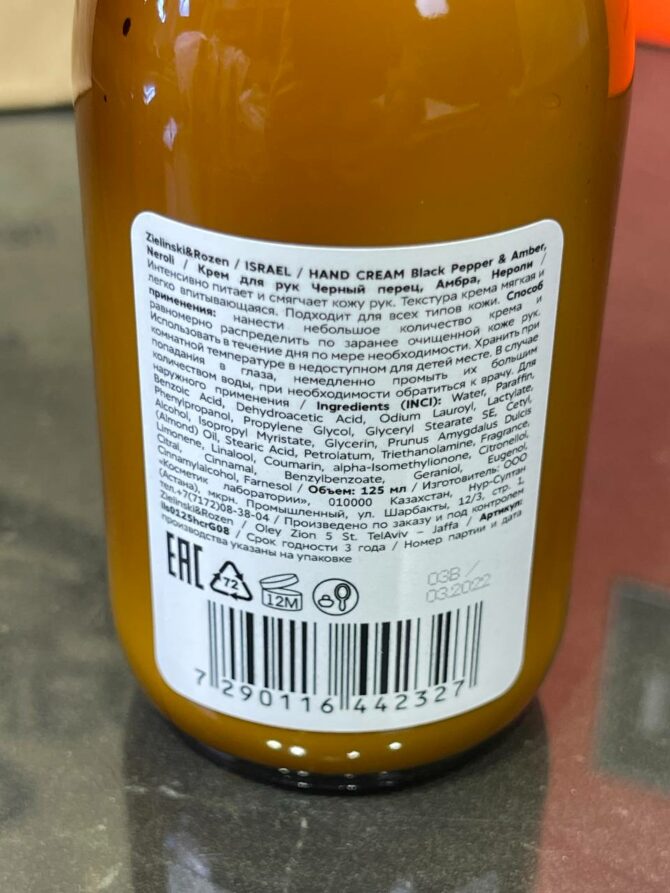 Zielinski&Rozen / ISRAEL / HAND CREAM Black Pepper & Amber,
Neroli / Крем для рук Черный перец, Амбра, Нероли /
Интенсивно питает и смягчает кожу рук. Текстура крема мягкая и
легко впитывающаяся. Подходит для всех типов кожи. Способ
применения: нанести небольшое количество крема и
равномерно распределить по заранее очищенной коже рук.
Использовать в течение дня по мере необходимости. Хранить при
комнатной температуре в недоступном для детей месте. В случае
попадания в глаза, немедленно промыть их большим
количеством воды, при необходимости обратиться к врачу. Для
наружного применения / Ingredients (INCI): Water, Paraffin,
Benzoic Acid, Dehydroacetic Acid, Odium Lauroyl, Lactylate,
Phenylpropanol, Propylene Glycol, Glyceryl Stearate SE, Cetyl,
Alcohol, Isopropyl Myristate, Glycerin, Prunus Amygdalus Dulcis
(Almond) Oil, Stearic Acid, Petrolatum, Triethanolamine, Fragrance,
Limonene, Linalool, Coumarin, alpha-Isomethylionone, Citronellol,
Citral, Cinnamal, Benzylbenzoate, Geraniol, Eugenol,
Cinnamylalcohol, Farnesol / Объем: 125 мл / Изготовитель: ООО
«Косметик лаборатории», 010000 Казахстан, Нур-Султан
(Астана), мкрн. Промышленный, ул. Шарбакты, 12/3, стр. 1,
тел.+7(7172)08-38-04 / Произведено по заказу и под контролем
Zielinski&Rozen / Oley Zion 5 St. TelAviv – Jaffa / Артикул:
ils0125hcrG08 / Срок годности 3 года / Номер партии и дата
производства указаны на упаковке
EAC 72 12M
03B /
03.2022
7 290116 442327